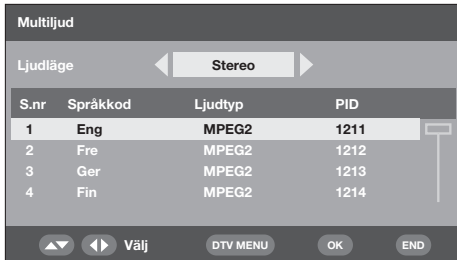 Multiljud
Ljudläge Stereo
S.nr Språkkod Ljudtyp PID
1 Eng MPEG2 1211
2 Fre MPEG2 1212
3 Ger MPEG2 1213
4 Fin MPEG2 1214
Välj DTV MENU OK END